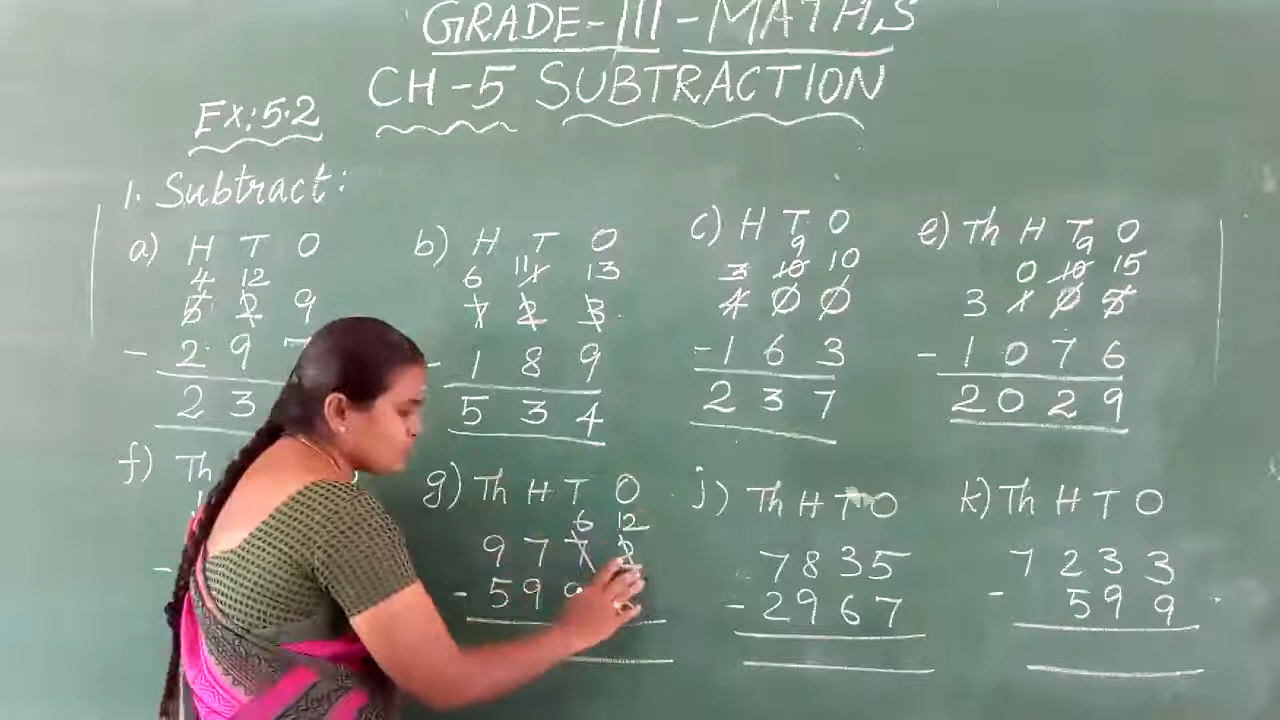 GRADE-III-MATHS
CH-5 SUBTRACTION
Ex:5.2
1. Subtract:
a) H T O
4 12
5 2 9
- 2 9 7
2 3
b) H T O
6 11 1 13
7 2 3
- 1 8 9
5 3 4
c) H T O
9
3 10 10
4 0 0
- 1 6 3
2 3 7
e) Th H T O
9
0 10 15
3 1 0 5
- 1 0 7 6
2 0 2 9
f) Th
-
g) Th H T O
6 12
9 7 7 2
- 5 9 9
j) Th H T O
7 8 3 5
- 2 9 6 7
k) Th H T O
7 2 3 3
- 5 9 9